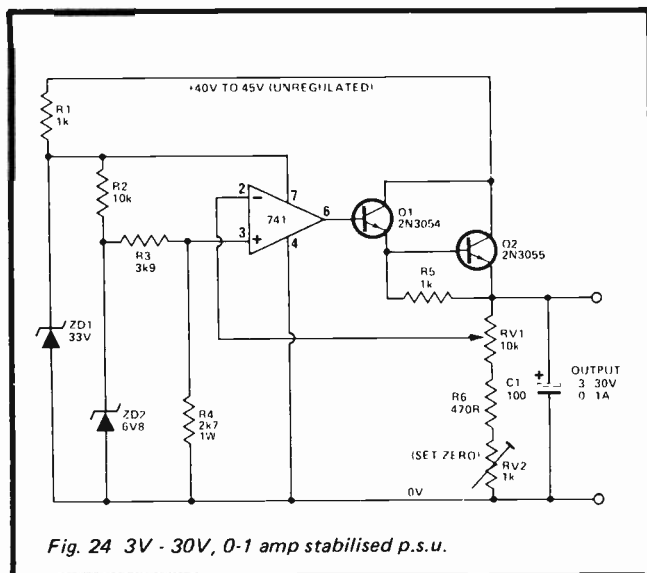 +40V TO 45V (UNREGULATED)
R1
1k
R2
10k
2
7
741
6
3
4
Q1
2N3054
Q2
2N3055
R3
3k9
R5
1k
ZD1
33V
RV1
10k
R4
2k7
1W
ZD2
6V8
R6
470R
C1
100
OUTPUT
3 30V
0 1A
(SET ZERO)
RV2
1k
0V
Fig. 24 3V - 30V, 0-1 amp stabilised p.s.u.